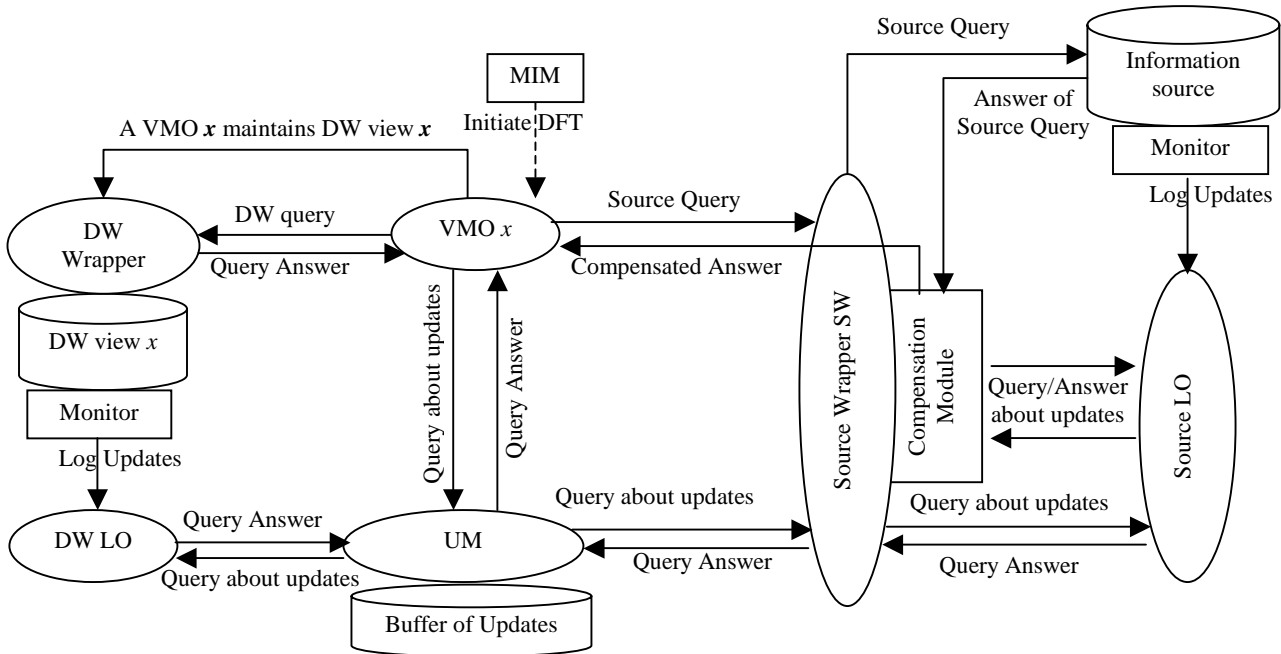 Source Query
MIM
Information
source
Answer of
Source Query
Initiate DFT
A VMO x maintains DW view x
Monitor
Log Updates
DW
Wrapper
DW query
Query Answer
VMO x
Source Query
Compensated Answer
DW view x
Monitor
Log Updates
Query about updates
Query Answer
Source Wrapper SW
Compensation
Module
Query/Answer
about updates
Source LO
DW LO
Query Answer
Query about updates
UM
Query about updates
Query Answer
Query about updates
Query Answer
Buffer of Updates